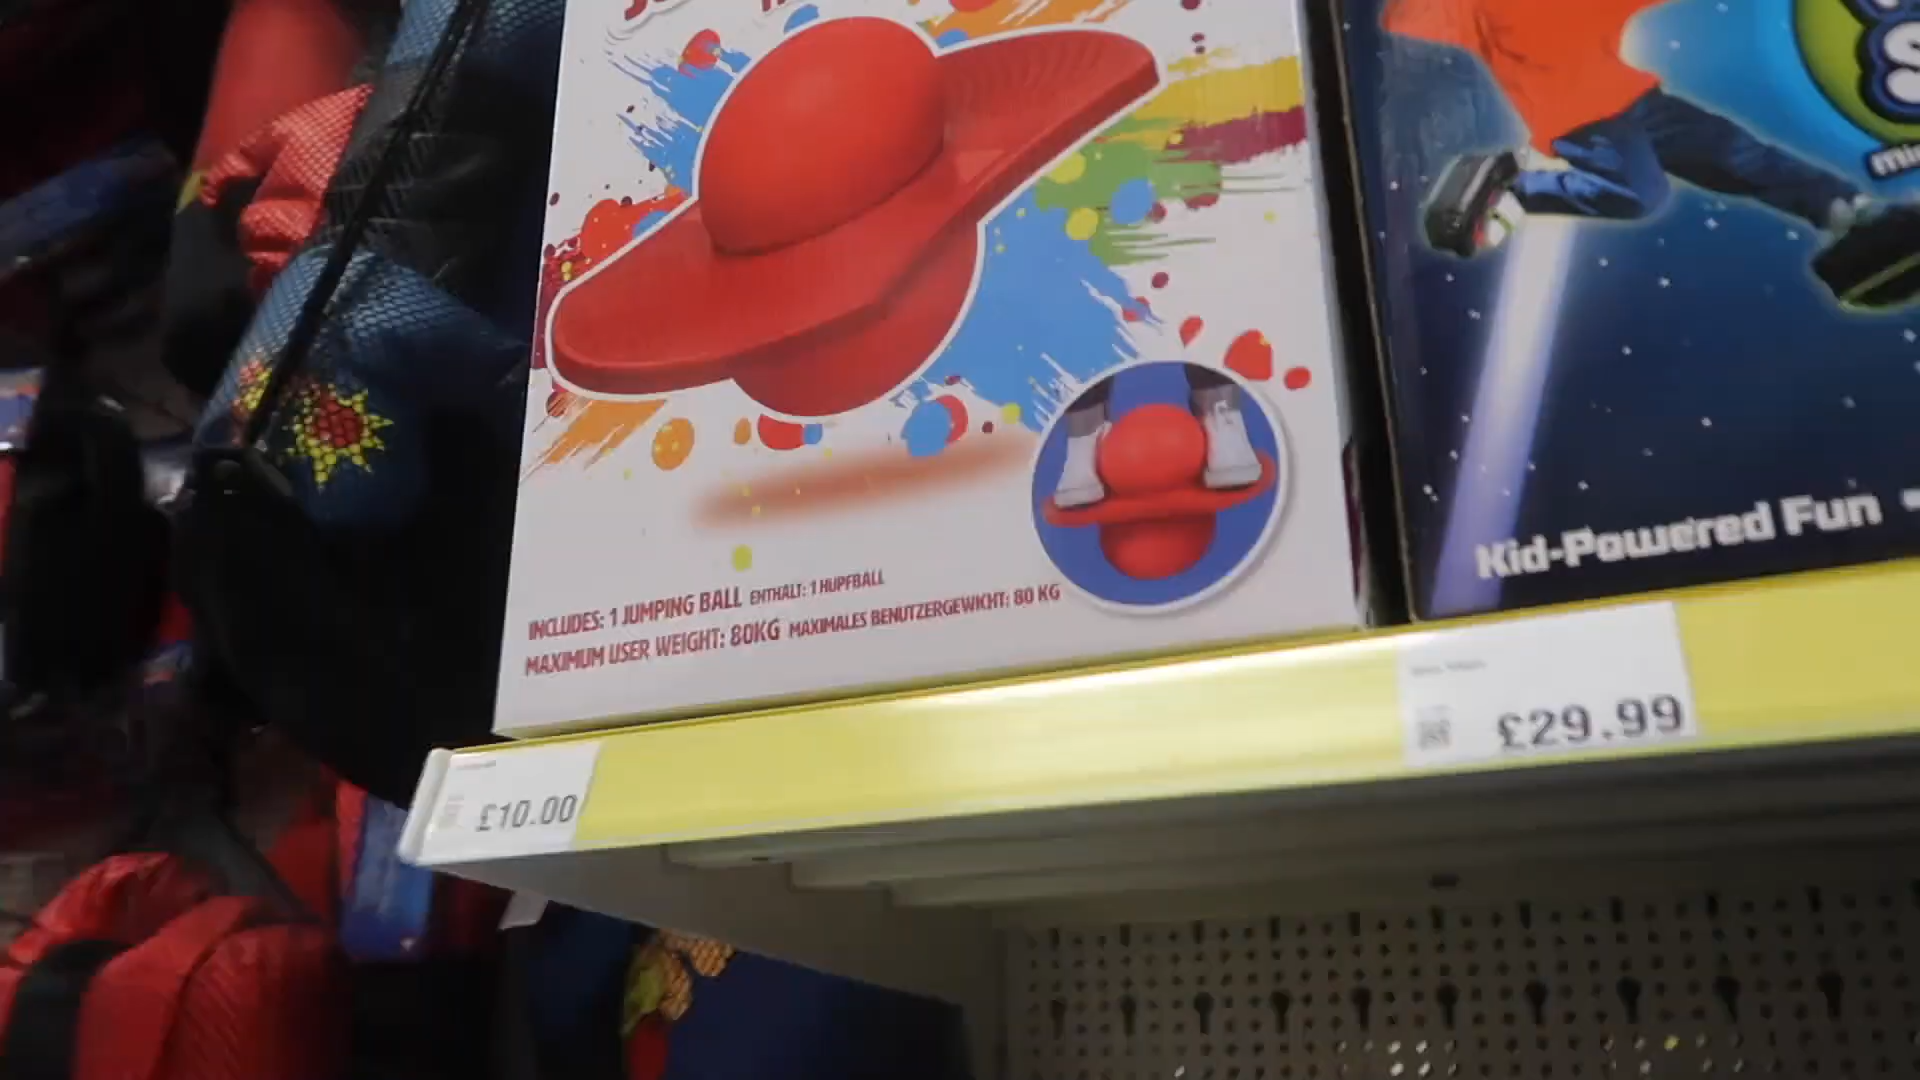 INCLUDES: 1 JUMPING BALL ENTHALT: 1 HUPFBALL
MAXIMUM USER WEIGHT: 80KG MAXIMALES BENUTZERGEWICHT: 80 KG
Kid-Powered Fun
£29.99
£10.00